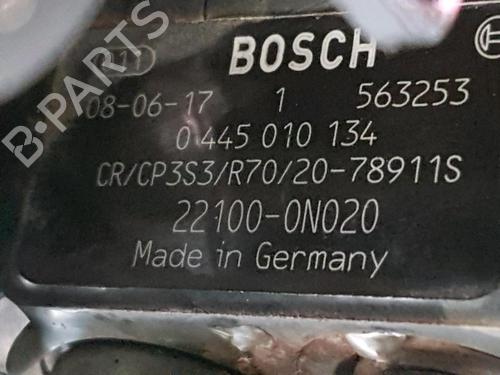 BOSCH
08-06-17 1 563253
0 445 010 134
CR/CP3S3/R70/20-78911S
22100-0N020
Made in Germany
B-PARTS